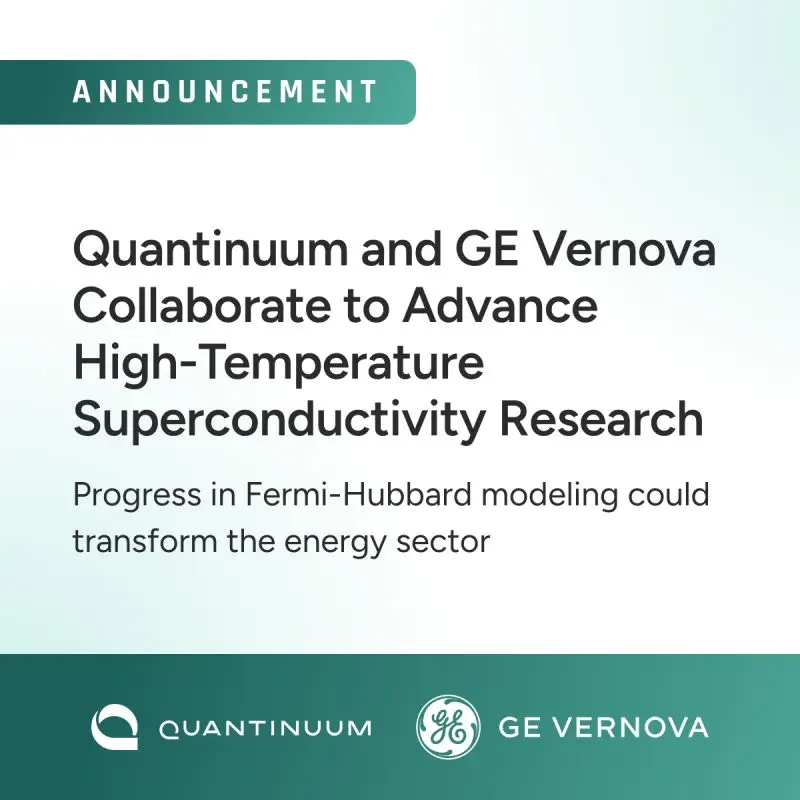 ANNOUNCEMENT
Quantinuum and GE Vernova
Collaborate to Advance
High-Temperature
Superconductivity Research
Progress in Fermi-Hubbard modeling could
transform the energy sector
QUANTINUUM
GE
GE VERNOVA